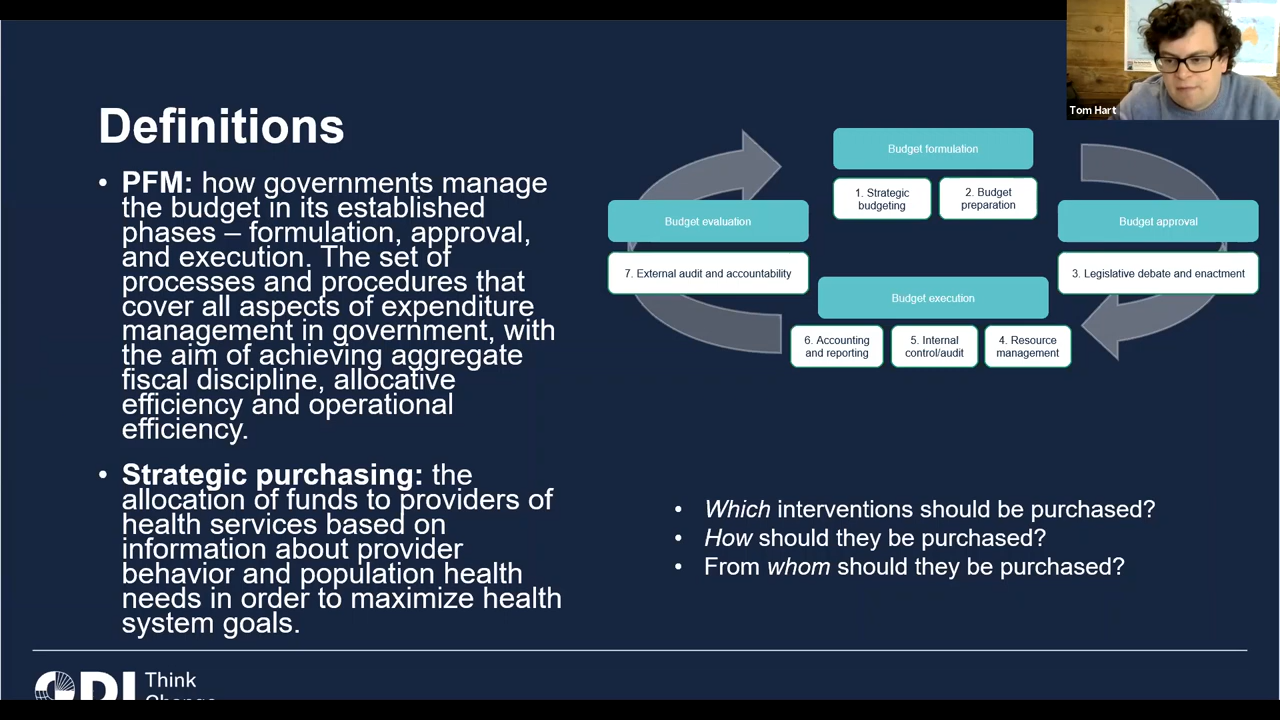 Tom Hart
Definitions
• PFM: how governments manage
the budget in its established
phases – formulation, approval,
and execution. The set of
processes and procedures that
cover all aspects of expenditure
management in government, with
the aim of achieving aggregate
fiscal discipline, allocative
efficiency and operational
efficiency.
• Strategic purchasing: the
allocation of funds to providers of
health services based on
information about provider
behavior and population health
needs in order to maximize health
system goals.
Budget formulation
1. Strategic
budgeting
2. Budget
preparation
Budget approval
3. Legislative debate and enactment
Budget execution
4. Resource
management
5. Internal
control/audit
6. Accounting
and reporting
Budget evaluation
7. External audit and accountability
• Which interventions should be purchased?
• How should they be purchased?
• From whom should they be purchased?
ODI
Think
Change